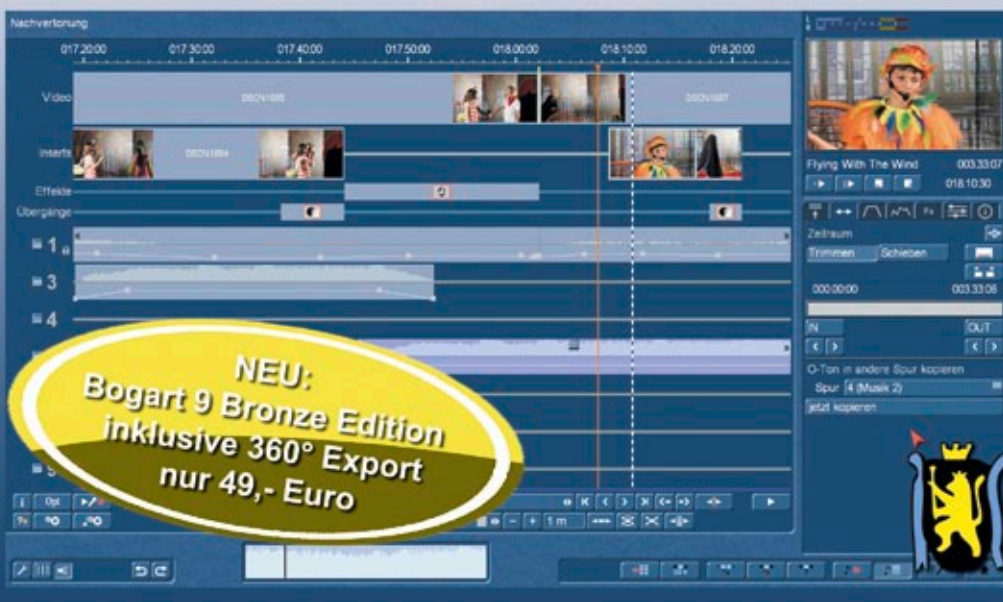 Nachvertonung
017.20:00 017.30:00 017.40:00 017.50:00 018.00:00 018.10:00 018.20:00
Video
DSCN1687
Inserts
DSCN1684
Effekte
Übergänge
1
3
4
NEU:
Bogart 9 Bronze Edition
inklusive 360° Export
nur 49,- Euro
Opt
1 m
Flying With The Wind 003.33:07
018.10:30
Fx
Zeitraum
Trimmen Schieben
000.00:00 003.33:06
IN OUT
O-Ton in andere Spur kopieren
Spur 4 (Musik 2)
jetzt kopieren